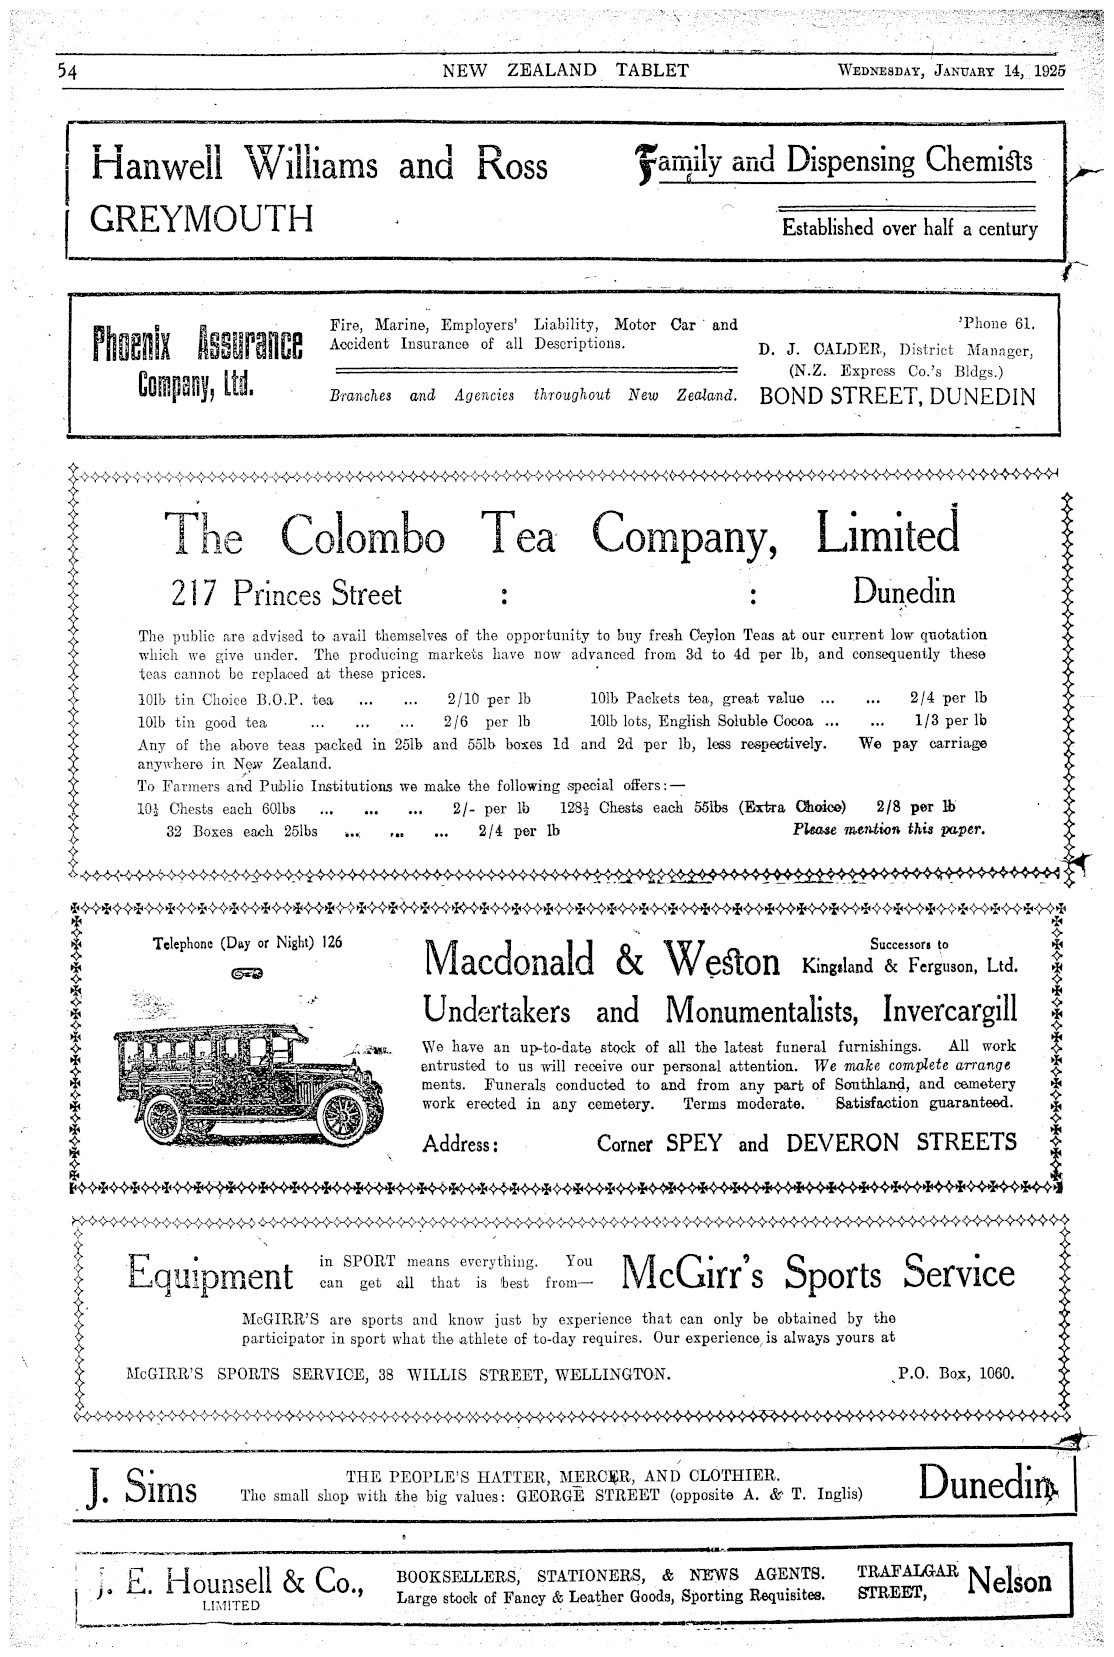 54 NEW ZEALAND TABLET WEDNESDAY, JANUARY 14, 1925
Hanwell Williams and Ross
GREYMOUTH
Family and Dispensing Chemists
Established over half a century
Phoenix Assurance
Company, Ltd.
Fire, Marine, Employers' Liability, Motor Car and
Accident Insurance of all Descriptions.
Branches and Agencies throughout New Zealand.
'Phone 61.
D. J. CALDER, District Manager,
(N.Z. Express Co.'s Bldgs.)
BOND STREET, DUNEDIN
The Colombo Tea Company, Limited
217 Princes Street : : Dunedin
The public are advised to avail themselves of the opportunity to buy fresh Ceylon Teas at our current low quotation
which we give under. The producing markets have now advanced from 3d to 4d per lb, and consequently these
teas cannot be replaced at these prices.
10lb tin Choice B.O.P. tea ... ... 2/10 per lb 10lb Packets tea, great value ... ... 2/4 per lb
10lb tin good tea ... ... ... 2/6 per lb 10lb lots, English Soluble Cocoa ... ... 1/3 per lb
Any of the above teas packed in 25lb and 55lb boxes 1d and 2d per lb, less respectively. We pay carriage
anywhere in New Zealand.
To Farmers and Public Institutions we make the following special offers:—
10½ Chests each 60lbs ... ... ... 2/- per lb 128½ Chests each 55lbs (Extra Choice) 2/8 per lb
32 Boxes each 25lbs ... ... ... 2/4 per lb Please mention this paper.
Telephone (Day or Night) 126
Macdonald & Weston Successors to
Kingsland & Ferguson, Ltd.
Undertakers and Monumentalists, Invercargill
We have an up-to-date stock of all the latest funeral furnishings. All work
entrusted to us will receive our personal attention. We make complete arrange
ments. Funerals conducted to and from any part of Southland, and cemetery
work erected in any cemetery. Terms moderate. Satisfaction guaranteed.
Address: Corner SPEY and DEVERON STREETS
Equipment in SPORT means everything. You
can get all that is best from— McGirr's Sports Service
McGIRR'S are sports and know just by experience that can only be obtained by the
participator in sport what the athlete of to-day requires. Our experience is always yours at
McGIRR'S SPORTS SERVICE, 38 WILLIS STREET, WELLINGTON. P.O. Box, 1060.
J. Sims
THE PEOPLE'S HATTER, MERCER, AND CLOTHIER.
The small shop with the big values: GEORGE STREET (opposite A. & T. Inglis)
Dunedin
J. E. Hounsell & Co.,
LIMITED
BOOKSELLERS, STATIONERS, & NEWS AGENTS.
Large stock of Fancy & Leather Goods, Sporting Requisites.
TRAFALGAR
STREET,
Nelson